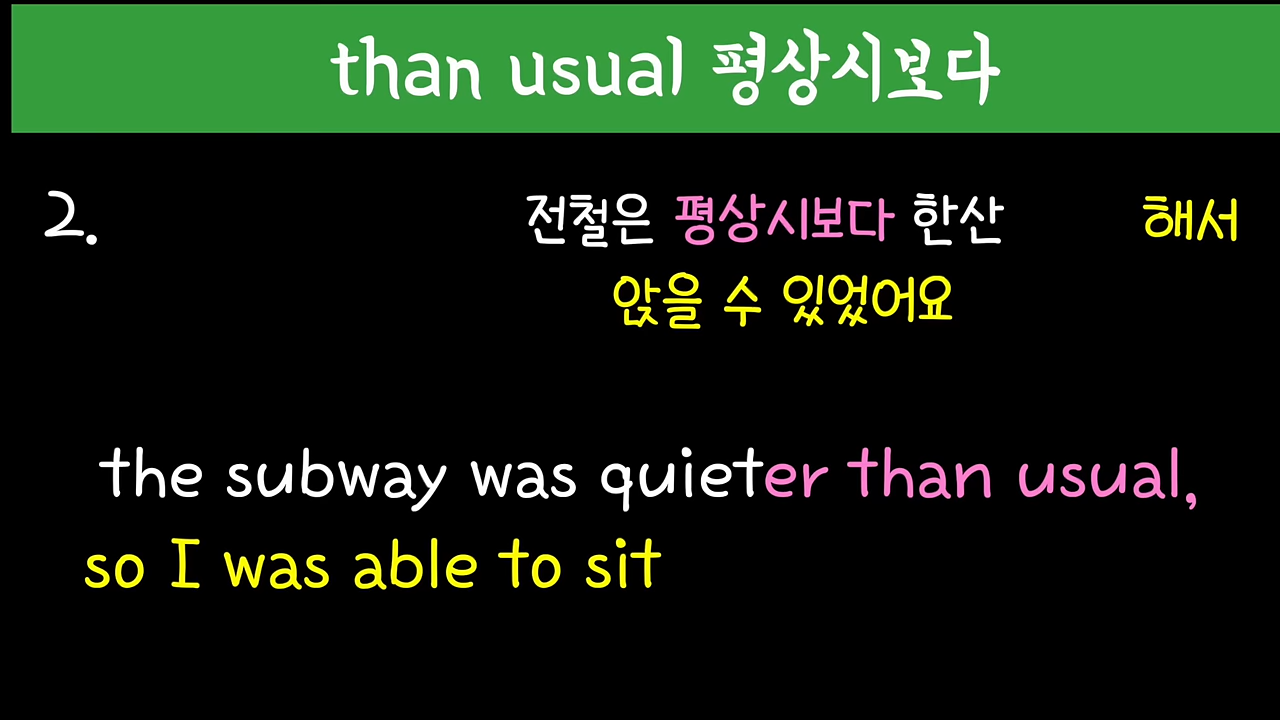 than usual 평상시보다
2. 전철은 평상시보다 한산 해서
앉을 수 있었어요
the subway was quieter than usual,
so I was able to sit